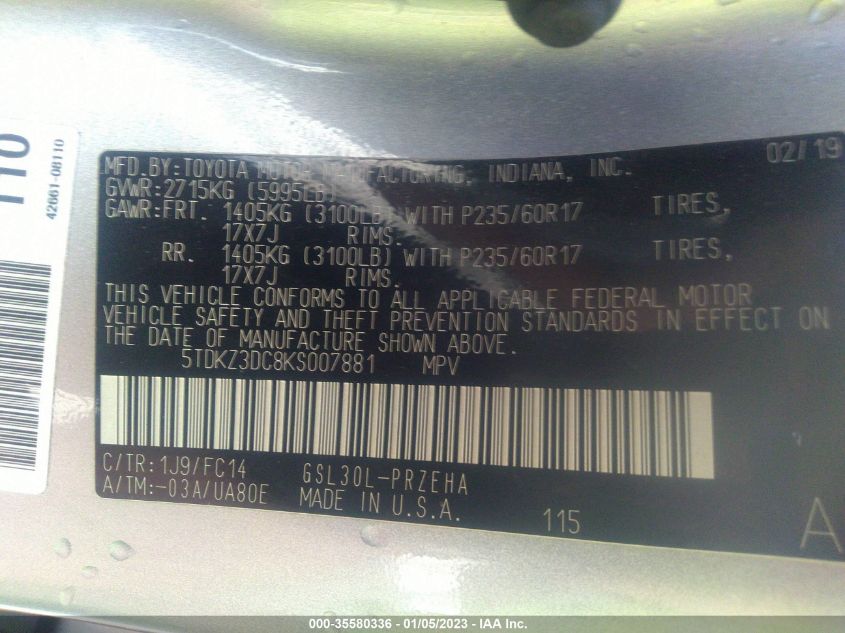 110
42661-08110
MFD.BY:TOYOTA MOTOR MANUFACTURING, INDIANA, INC. 02/19
GVWR:2715KG (5995LB)
GAWR:FRT. 1405KG (3100LB) WITH P235/60R17 TIRES,
17X7J RIMS.
RR. 1405KG (3100LB) WITH P235/60R17 TIRES,
17X7J RIMS.
THIS VEHICLE CONFORMS TO ALL APPLICABLE FEDERAL MOTOR
VEHICLE SAFETY AND THEFT PREVENTION STANDARDS IN EFFECT ON
THE DATE OF MANUFACTURE SHOWN ABOVE.
5TDKZ3DC8KS007881 MPV
C/TR:1J9/FC14 GSL30L-PRZEHA
A/TM:-03A/UA80E MADE IN U.S.A. 115 A
000-35580336 - 01/05/2023 - IAA Inc.